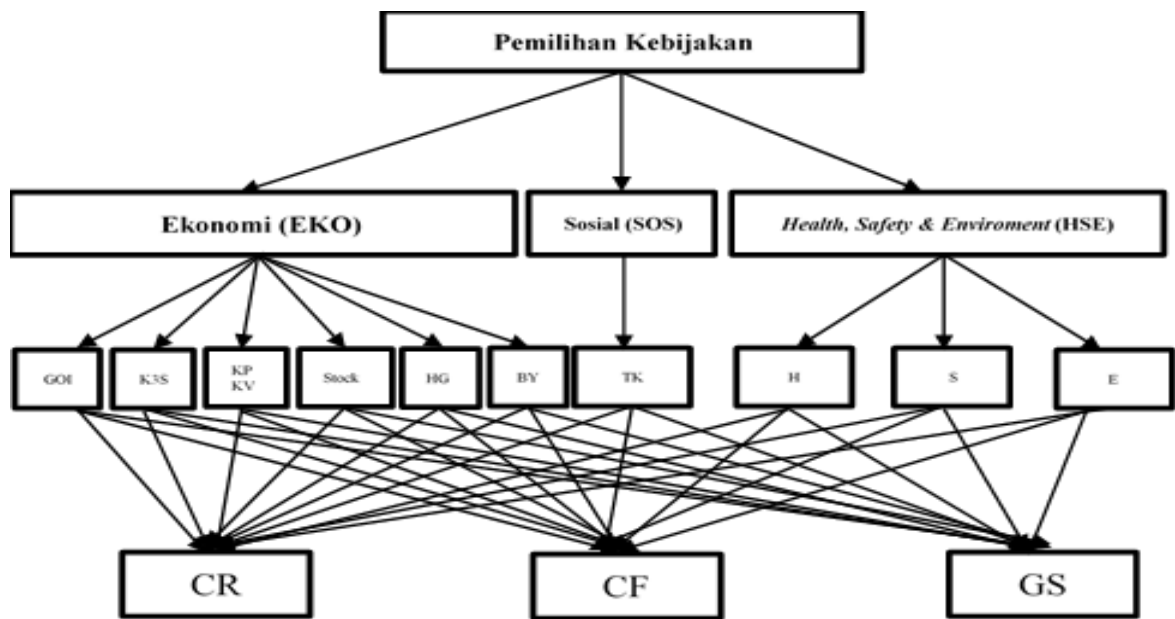 Pemilihan Kebijakan
Ekonomi (EKO)
Sosial (SOS)
Health, Safety & Enviroment (HSE)
GOI
K3S
KP
KV
Stock
HG
BY
TK
H
S
E
CR
CF
GS